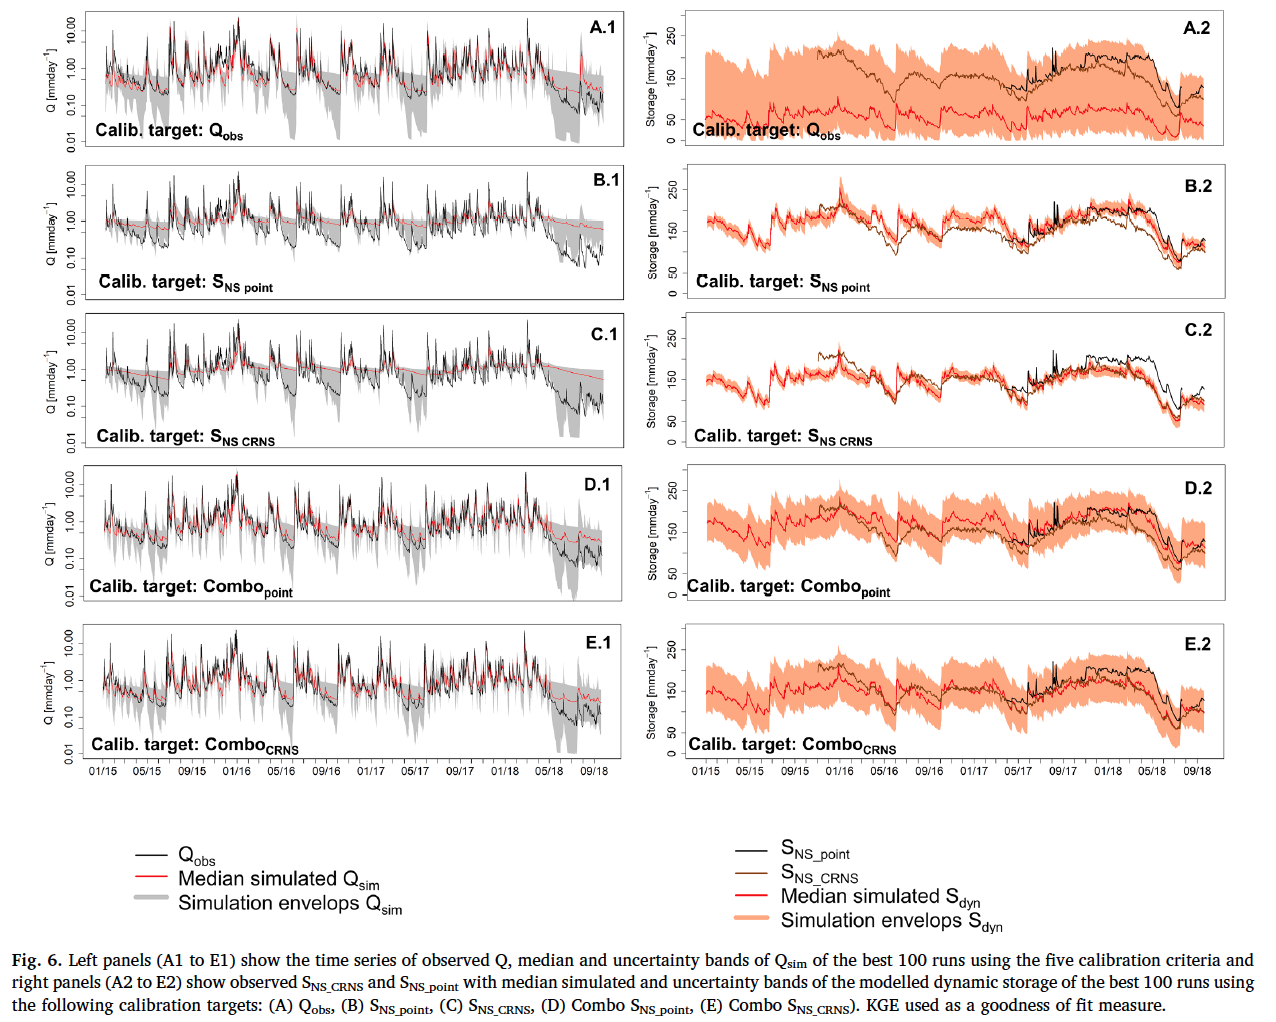 A.1
Q [mmday⁻¹]
10.00
1.00
0.10
0.01
Calib. target: Qobs
A.2
Storage [mmday⁻¹]
250
150
50
0
Calib. target: Qobs
B.1
Q [mmday⁻¹]
10.00
1.00
0.10
0.01
Calib. target: SNS point
B.2
Storage [mmday⁻¹]
250
150
50
0
Calib. target: SNS point
C.1
Q [mmday⁻¹]
10.00
1.00
0.10
0.01
Calib. target: SNS CRNS
C.2
Storage [mmday⁻¹]
250
150
50
0
Calib. target: SNS CRNS
D.1
Q [mmday⁻¹]
10.00
1.00
0.10
0.01
Calib. target: Combopoint
D.2
Storage [mmday⁻¹]
250
150
50
0
Calib. target: Combopoint
E.1
Q [mmday⁻¹]
10.00
1.00
0.10
0.01
Calib. target: ComboCRNS
01/15 05/15 09/15 01/16 05/16 09/16 01/17 05/17 09/17 01/18 05/18 09/18
E.2
Storage [mmday⁻¹]
250
150
50
0
Calib. target: ComboCRNS
01/15 05/15 09/15 01/16 05/16 09/16 01/17 05/17 09/17 01/18 05/18 09/18
Qobs
Median simulated Qsim
Simulation envelops Qsim
SNS_point
SNS_CRNS
Median simulated Sdyn
Simulation envelops Sdyn
Fig. 6. Left panels (A1 to E1) show the time series of observed Q, median and uncertainty bands of Qsim of the best 100 runs using the five calibration criteria and
right panels (A2 to E2) show observed SNS_CRNS and SNS_point with median simulated and uncertainty bands of the modelled dynamic storage of the best 100 runs using
the following calibration targets: (A) Qobs, (B) SNS_point, (C) SNS_CRNS, (D) Combo SNS_point, (E) Combo SNS_CRNS). KGE used as a goodness of fit measure.